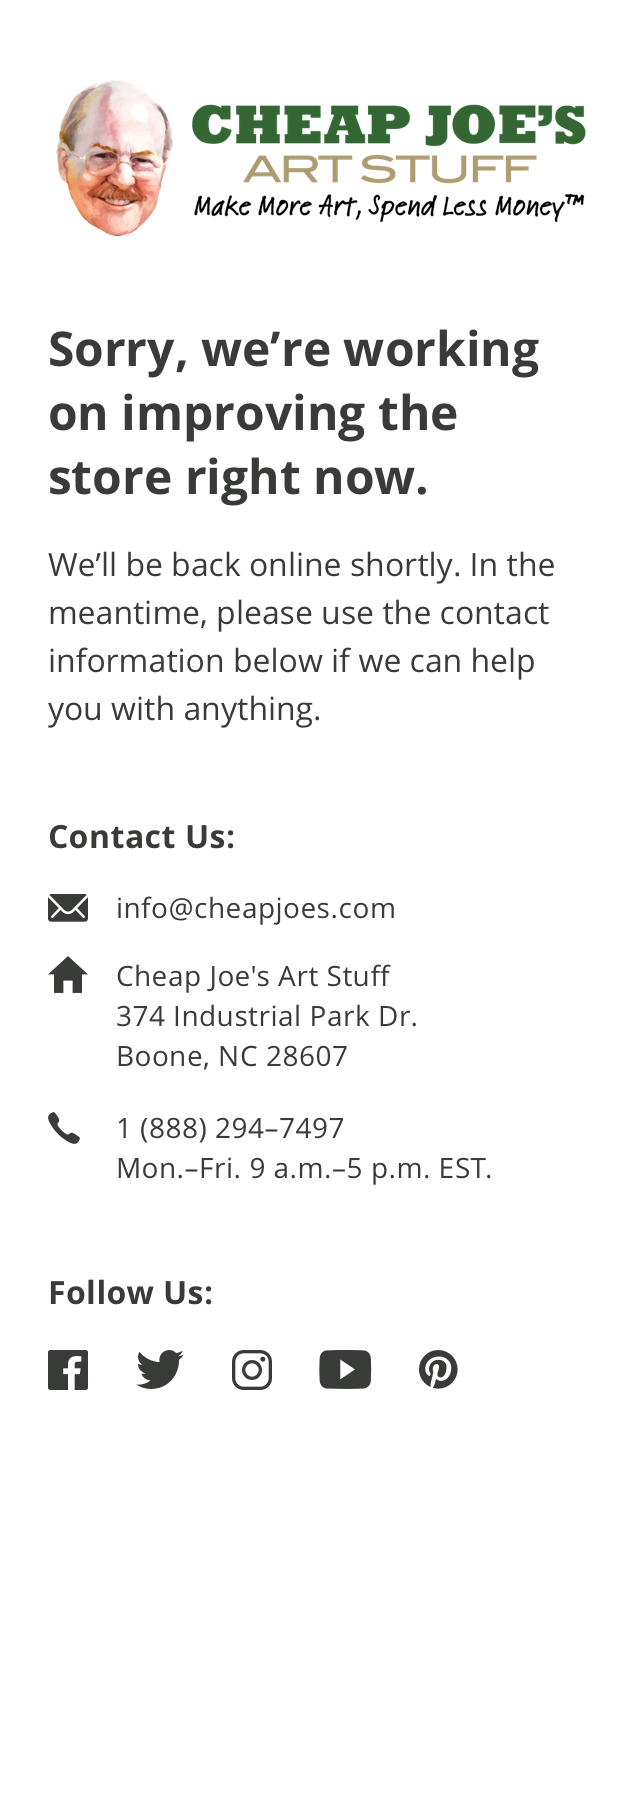 CHEAP JOE'S
ART STUFF
Make More Art, Spend Less Money™
Sorry, we’re working
on improving the
store right now.
We’ll be back online shortly. In the
meantime, please use the contact
information below if we can help
you with anything.
Contact Us:
info@cheapjoes.com
Cheap Joe's Art Stuff
374 Industrial Park Dr.
Boone, NC 28607
1 (888) 294–7497
Mon.–Fri. 9 a.m.–5 p.m. EST.
Follow Us: